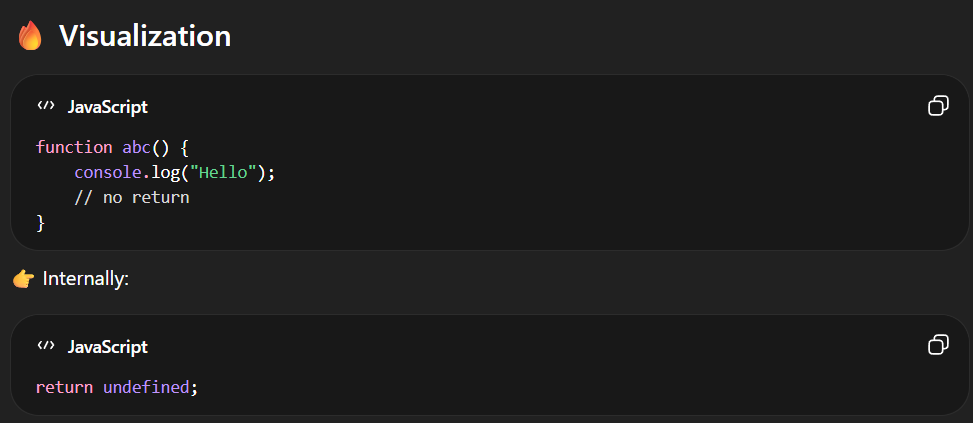 🔥 Visualization
</> JavaScript
function abc() {
    console.log("Hello");
    // no return
}
👉 Internally:
</> JavaScript
return undefined;